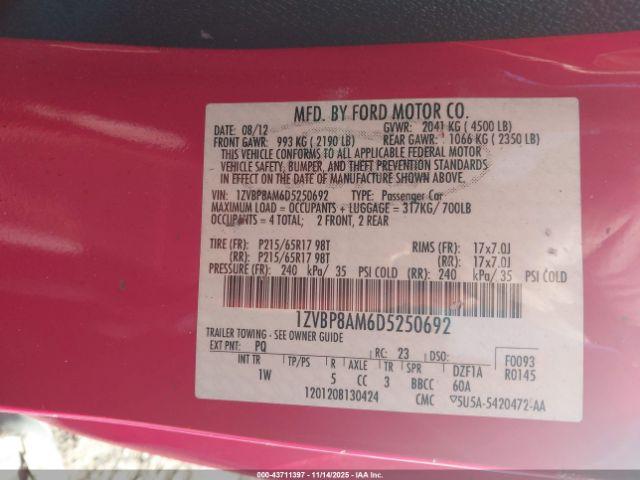 MFD. BY FORD MOTOR CO.
DATE: 08/12 GVWR: 2041 KG ( 4500 LB)
FRONT GAWR: 993 KG ( 2190 LB) REAR GAWR: 1066 KG ( 2350 LB)
THIS VEHICLE CONFORMS TO ALL APPLICABLE FEDERAL MOTOR
VEHICLE SAFETY, BUMPER, AND THEFT PREVENTION STANDARDS
IN EFFECT ON THE DATE OF MANUFACTURE SHOWN ABOVE.
VIN: 1ZVBP8AM6D5250692 TYPE: Passenger Car
MAXIMUM LOAD = OCCUPANTS + LUGGAGE = 317KG/ 700LB
OCCUPANTS = 4 TOTAL; 2 FRONT, 2 REAR
TIRE (FR): P215/65R17 98T RIMS (FR): 17x7.0J
(RR): P215/65R17 98T (RR): 17x7.0J
PRESSURE (FR): 240 kPa/ 35 PSI COLD (RR): 240 kPa/ 35 PSI COLD
1ZVBP8AM6D5250692
TRAILER TOWING - SEE OWNER GUIDE
EXT PNT: PQ RC: 23 DSO: F0093
INT TR TP/PS R AXLE TR SPR DZF1A R0145
1W 5 CC 3 BBCC 60A
1201208130424 CMC ▽5U5A-5420472-AA
00-43711397 - 11/14/2025 - IAAI.COM